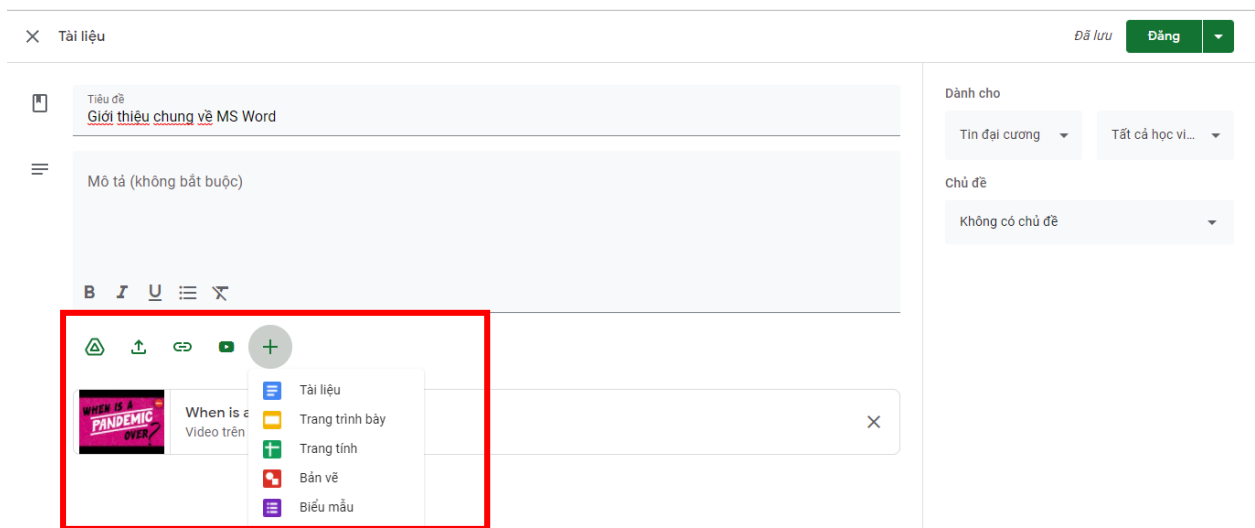 Tài liệu
Đã lưu
Đăng
Tiêu đề
Giới thiệu chung về MS Word
Mô tả (không bắt buộc)
B I U
Dành cho
Tin đại cương
Tất cả học vi...
Chủ đề
Không có chủ đề
WHEN IS A
PANDEMIC
OVER?
When is a
Video trên
Tài liệu
Trang trình bày
Trang tính
Bản vẽ
Biểu mẫu